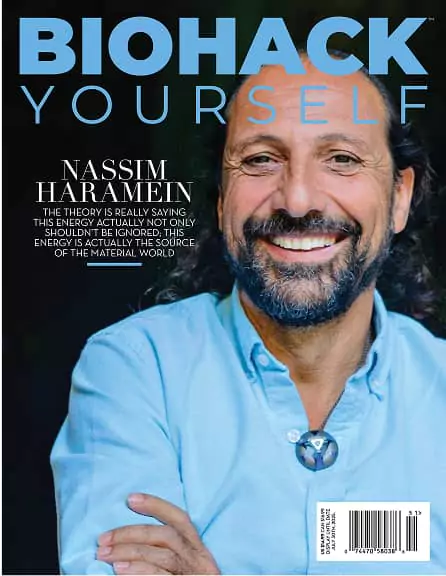 BIOHACK
YOURSELF
NASSIM
HARAMEIN
THE THEORY IS REALLY SAYING
THIS ENERGY ACTUALLY NOT ONLY
SHOULDN'T BE IGNORED; THIS
ENERGY IS ACTUALLY THE SOURCE
OF THE MATERIAL WORLD